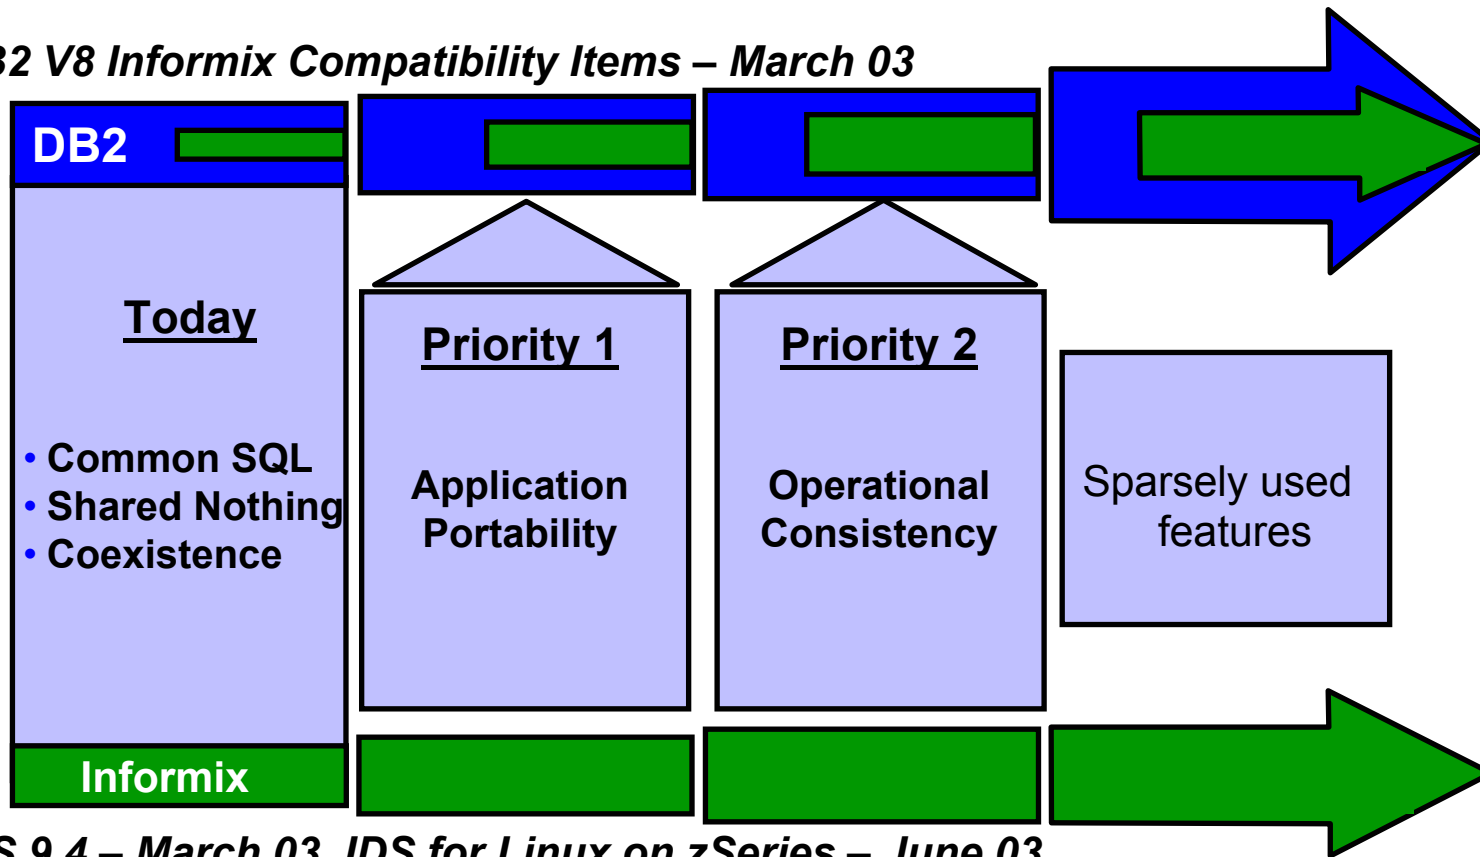 B2 V8 Informix Compatibility Items – March 03
DB2
Today
• Common SQL
• Shared Nothing
• Coexistence
Priority 1
Application
Portability
Priority 2
Operational
Consistency
Sparsely used
features
Informix
S 9.4 – March 03, IDS for Linux on zSeries – June 03